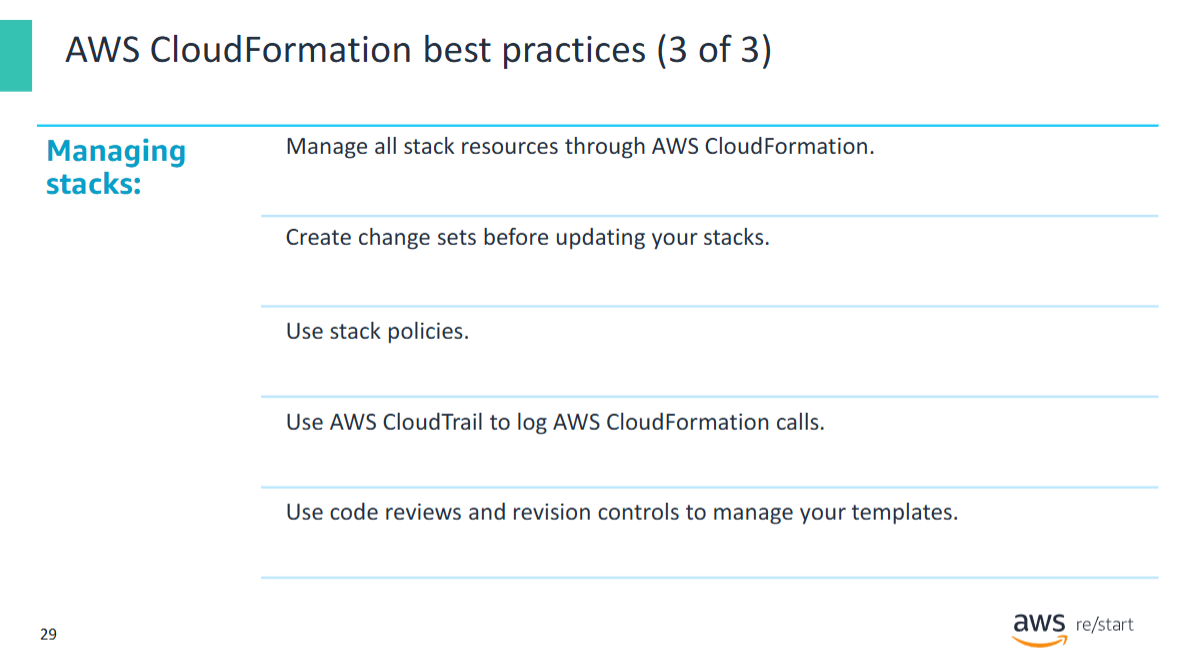 AWS CloudFormation best practices (3 of 3)
Managing
stacks:
Manage all stack resources through AWS CloudFormation.
Create change sets before updating your stacks.
Use stack policies.
Use AWS CloudTrail to log AWS CloudFormation calls.
Use code reviews and revision controls to manage your templates.
29
aws re/start